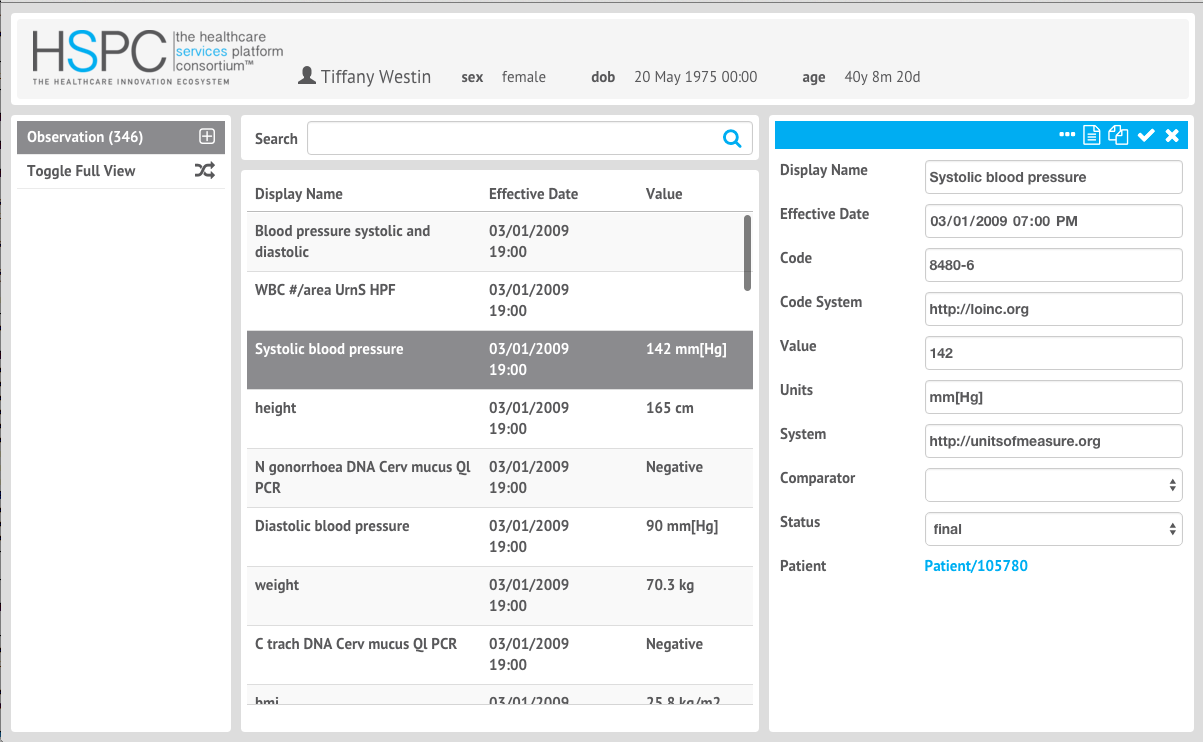 HSPC the healthcare
services platform
consortium™
THE HEALTHCARE INNOVATION ECOSYSTEM
Tiffany Westin sex female dob 20 May 1975 00:00 age 40y 8m 20d
Observation (346)
Toggle Full View
Search
Display Name Effective Date Value
Blood pressure systolic and 03/01/2009
diastolic 19:00
WBC #/area UrnS HPF 03/01/2009
19:00
Systolic blood pressure 03/01/2009 142 mm[Hg]
19:00
height 03/01/2009 165 cm
19:00
N gonorrhoea DNA Cerv mucus Ql 03/01/2009 Negative
PCR 19:00
Diastolic blood pressure 03/01/2009 90 mm[Hg]
19:00
weight 03/01/2009 70.3 kg
19:00
C trach DNA Cerv mucus Ql PCR 03/01/2009 Negative
19:00
bmi 03/01/2009 25.8 kg/m2
Display Name Systolic blood pressure
Effective Date 03/01/2009 07:00 PM
Code 8480-6
Code System http://loinc.org
Value 142
Units mm[Hg]
System http://unitsofmeasure.org
Comparator
Status final
Patient Patient/105780